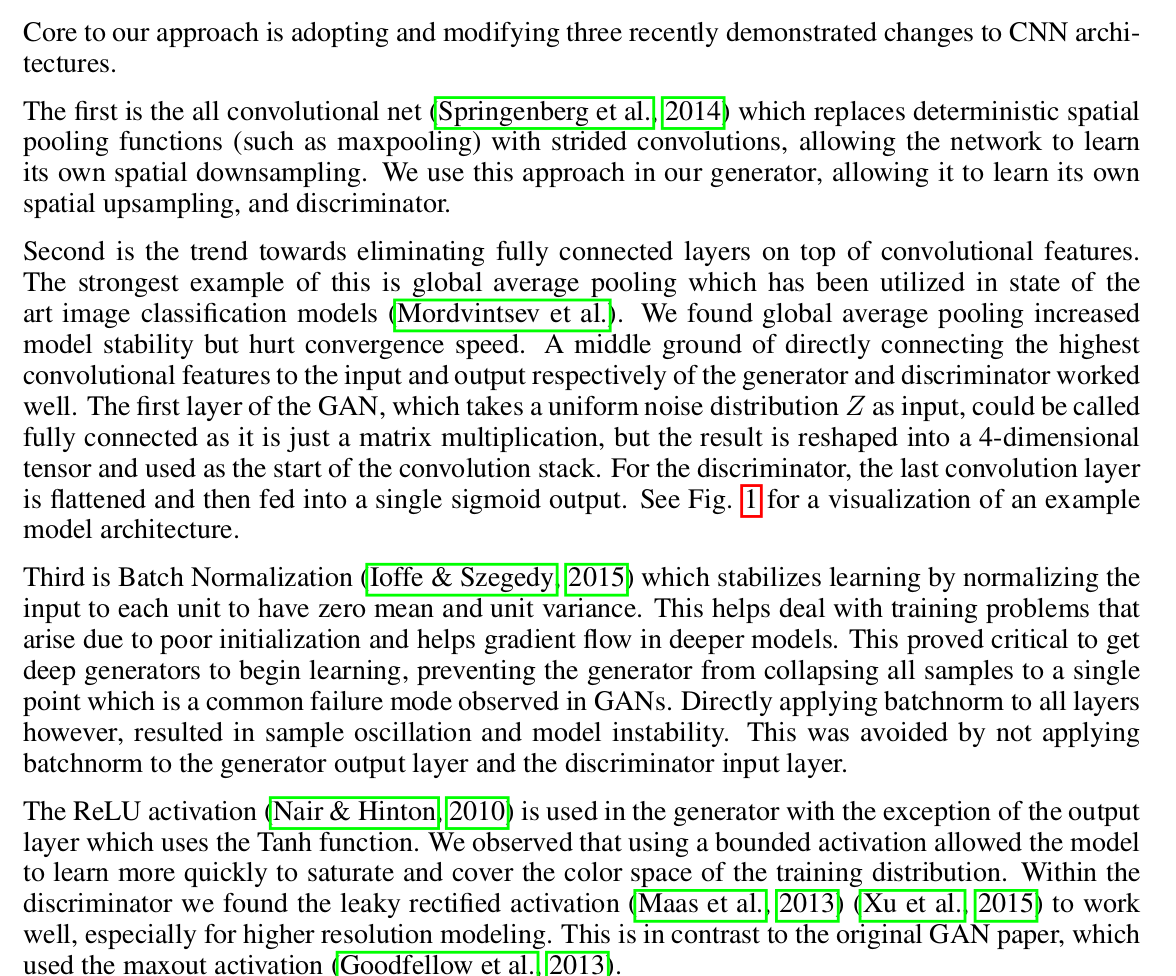 Core to our approach is adopting and modifying three recently demonstrated changes to CNN archi-
tectures.
The first is the all convolutional net (Springenberg et al., 2014) which replaces deterministic spatial
pooling functions (such as maxpooling) with strided convolutions, allowing the network to learn
its own spatial downsampling. We use this approach in our generator, allowing it to learn its own
spatial upsampling, and discriminator.
Second is the trend towards eliminating fully connected layers on top of convolutional features.
The strongest example of this is global average pooling which has been utilized in state of the
art image classification models (Mordvintsev et al.). We found global average pooling increased
model stability but hurt convergence speed. A middle ground of directly connecting the highest
convolutional features to the input and output respectively of the generator and discriminator worked
well. The first layer of the GAN, which takes a uniform noise distribution Z as input, could be called
fully connected as it is just a matrix multiplication, but the result is reshaped into a 4-dimensional
tensor and used as the start of the convolution stack. For the discriminator, the last convolution layer
is flattened and then fed into a single sigmoid output. See Fig. 1 for a visualization of an example
model architecture.
Third is Batch Normalization (Ioffe & Szegedy, 2015) which stabilizes learning by normalizing the
input to each unit to have zero mean and unit variance. This helps deal with training problems that
arise due to poor initialization and helps gradient flow in deeper models. This proved critical to get
deep generators to begin learning, preventing the generator from collapsing all samples to a single
point which is a common failure mode observed in GANs. Directly applying batchnorm to all layers
however, resulted in sample oscillation and model instability. This was avoided by not applying
batchnorm to the generator output layer and the discriminator input layer.
The ReLU activation (Nair & Hinton, 2010) is used in the generator with the exception of the output
layer which uses the Tanh function. We observed that using a bounded activation allowed the model
to learn more quickly to saturate and cover the color space of the training distribution. Within the
discriminator we found the leaky rectified activation (Maas et al., 2013) (Xu et al., 2015) to work
well, especially for higher resolution modeling. This is in contrast to the original GAN paper, which
used the maxout activation (Goodfellow et al., 2013).